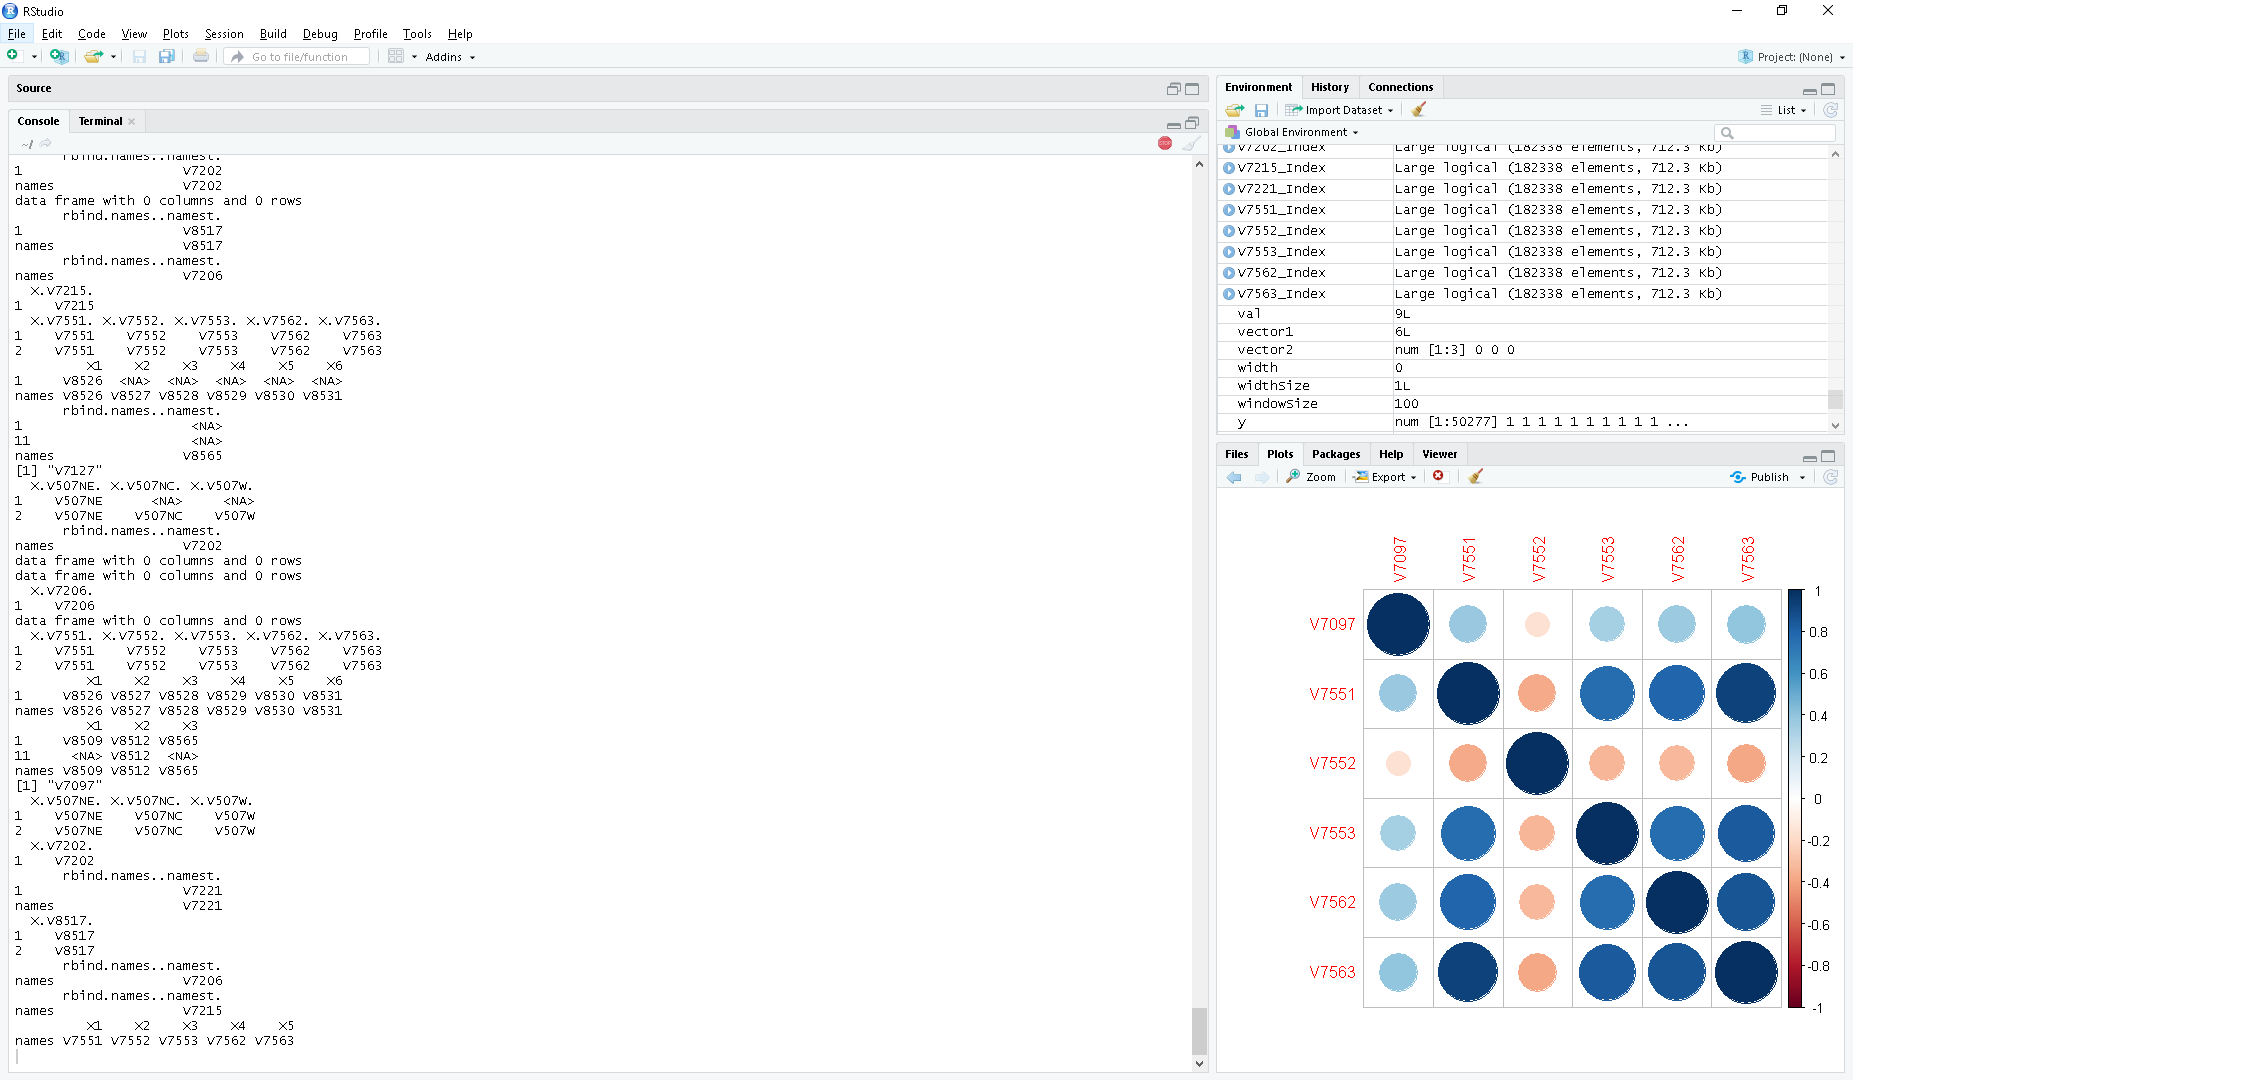 RStudio
File Edit Code View Plots Session Build Debug Profile Tools Help
Go to file/function Addins Project: (None)
Source
Console Terminal
~/
rbind.names..namest.
1 V7202
names V7202
data frame with 0 columns and 0 rows
rbind.names..namest.
1 V8517
names V8517
rbind.names..namest.
names V7206
X.V7215.
1 V7215
X.V7551. X.V7552. X.V7553. X.V7562. X.V7563.
1 V7551 V7552 V7553 V7562 V7563
2 V7551 V7552 V7553 V7562 V7563
X1 X2 X3 X4 X5 X6
1 V8526 <NA> <NA> <NA> <NA> <NA>
names V8526 V8527 V8528 V8529 V8530 V8531
rbind.names..namest.
1 <NA>
11 <NA>
names V8565
[1] "V7127"
X.V507NE. X.V507NC. X.V507W.
1 V507NE <NA> <NA>
2 V507NE V507NC V507W
rbind.names..namest.
names V7202
data frame with 0 columns and 0 rows
data frame with 0 columns and 0 rows
X.V7206.
1 V7206
data frame with 0 columns and 0 rows
X.V7551. X.V7552. X.V7553. X.V7562. X.V7563.
1 V7551 V7552 V7553 V7562 V7563
2 V7551 V7552 V7553 V7562 V7563
X1 X2 X3 X4 X5 X6
1 V8526 V8527 V8528 V8529 V8530 V8531
names V8526 V8527 V8528 V8529 V8530 V8531
X1 X2 X3
1 V8509 V8512 V8565
11 <NA> V8512 <NA>
names V8509 V8512 V8565
[1] "V7097"
X.V507NE. X.V507NC. X.V507W.
1 V507NE V507NC V507W
2 V507NE V507NC V507W
X.V7202.
1 V7202
rbind.names..namest.
1 V7221
names V7221
X.V8517.
1 V8517
2 V8517
rbind.names..namest.
names V7206
rbind.names..namest.
names V7215
X1 X2 X3 X4 X5
names V7551 V7552 V7553 V7562 V7563
Environment History Connections
Import Dataset List
Global Environment
V7202_Index Large logical (182338 elements, 712.3 Kb)
V7215_Index Large logical (182338 elements, 712.3 Kb)
V7221_Index Large logical (182338 elements, 712.3 Kb)
V7551_Index Large logical (182338 elements, 712.3 Kb)
V7552_Index Large logical (182338 elements, 712.3 Kb)
V7553_Index Large logical (182338 elements, 712.3 Kb)
V7562_Index Large logical (182338 elements, 712.3 Kb)
V7563_Index Large logical (182338 elements, 712.3 Kb)
val 9L
vector1 6L
vector2 num [1:3] 0 0 0
width 0
widthSize 1L
windowSize 100
y num [1:50277] 1 1 1 1 1 1 1 1 1 1 ...
Files Plots Packages Help Viewer
Zoom Export Publish
V7097 V7551 V7552 V7553 V7562 V7563
V7097
V7551
V7552
V7553
V7562
V7563
1
0.8
0.6
0.4
0.2
0
-0.2
-0.4
-0.6
-0.8
-1